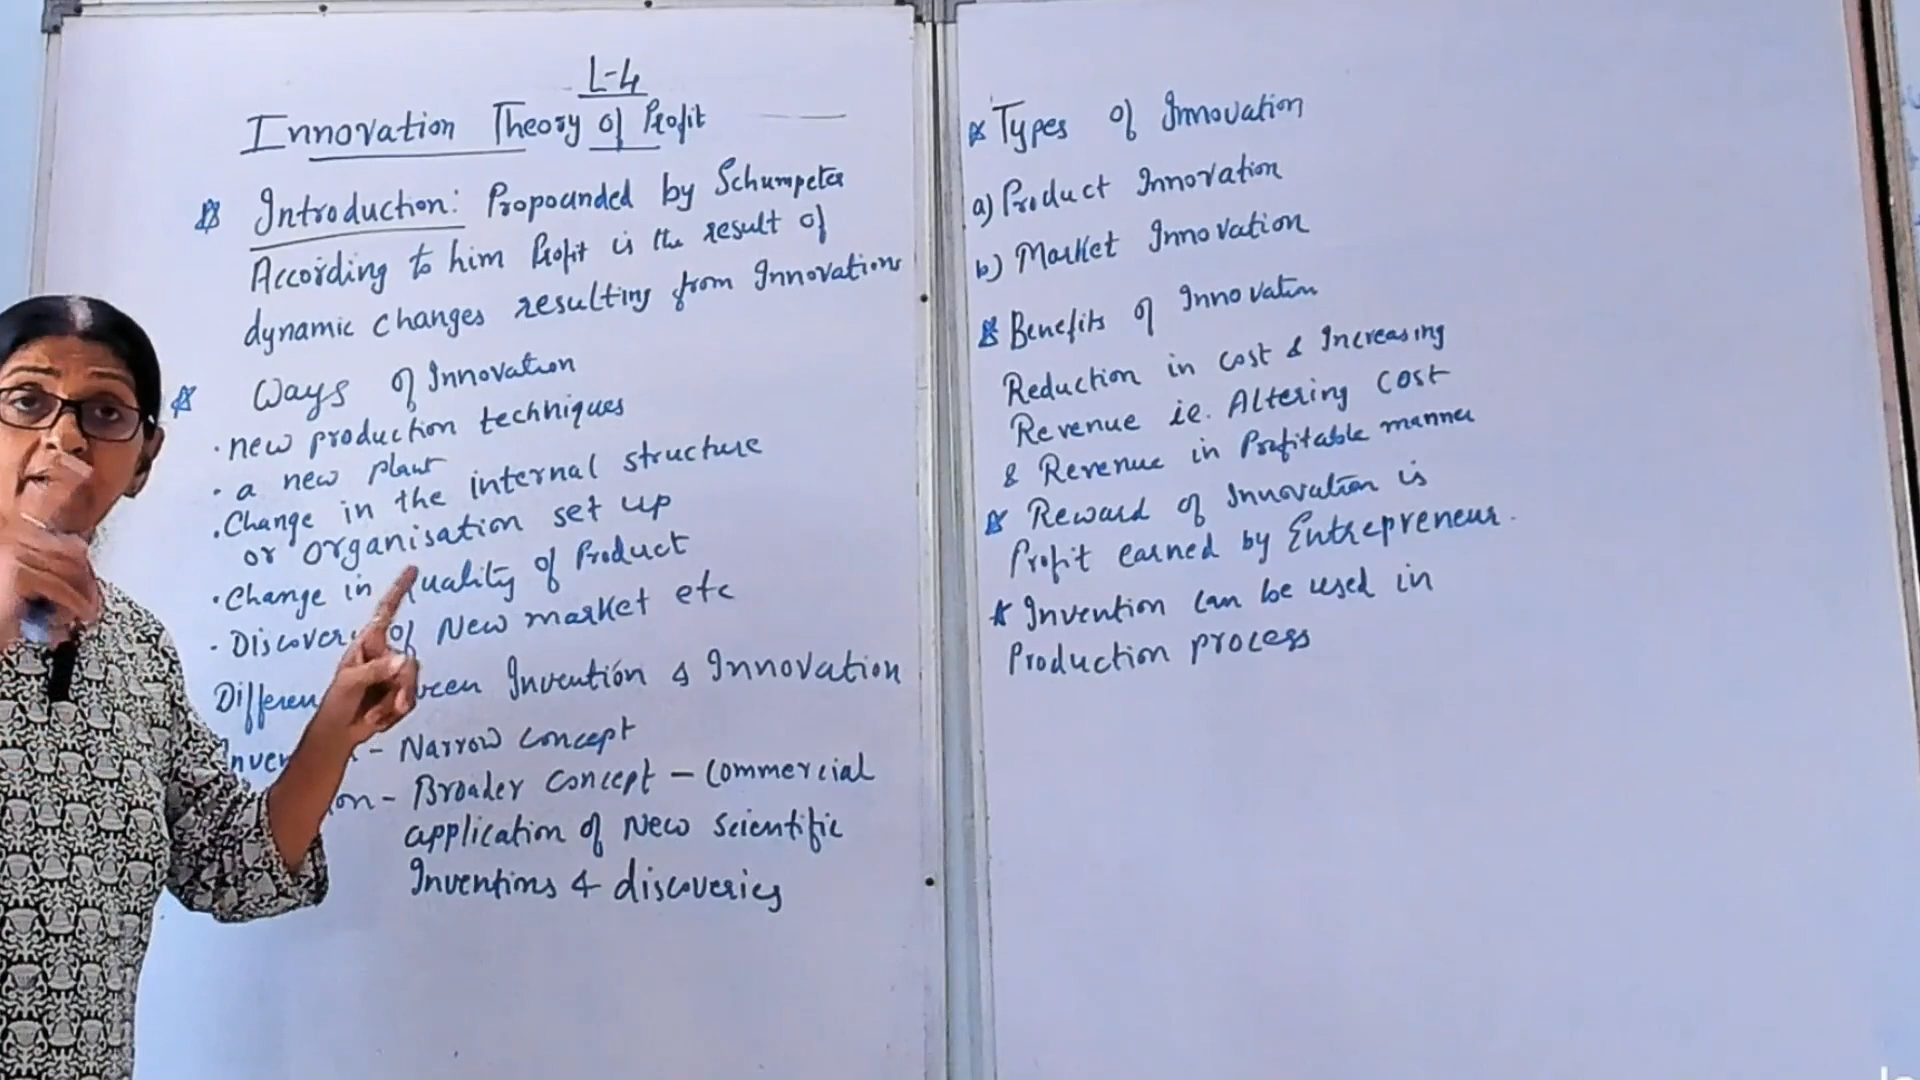 L-4
Innovation Theory of Profit
Introduction: Propounded by Schumpeter
According to him Profit is the result of
dynamic changes resulting from Innovations
Ways of Innovation
· new production techniques
· a new plant
· Change in the internal structure
or organisation set up
· Change in Quality of Product
· Discovery of New market etc
Differen ween Invention & Innovation
Inven - Narrow concept
on - Broader concept - Commercial
application of New scientific
Inventions & discoveries
Types of Innovation
a) Product Innovation
b) Market Innovation
Benefits of Innovation
Reduction in cost & Increasing
Revenue ie. Altering cost
& Revenue in Profitable manner
Reward of Innovation is
Profit earned by Entrepreneur.
Invention can be used in
Production process